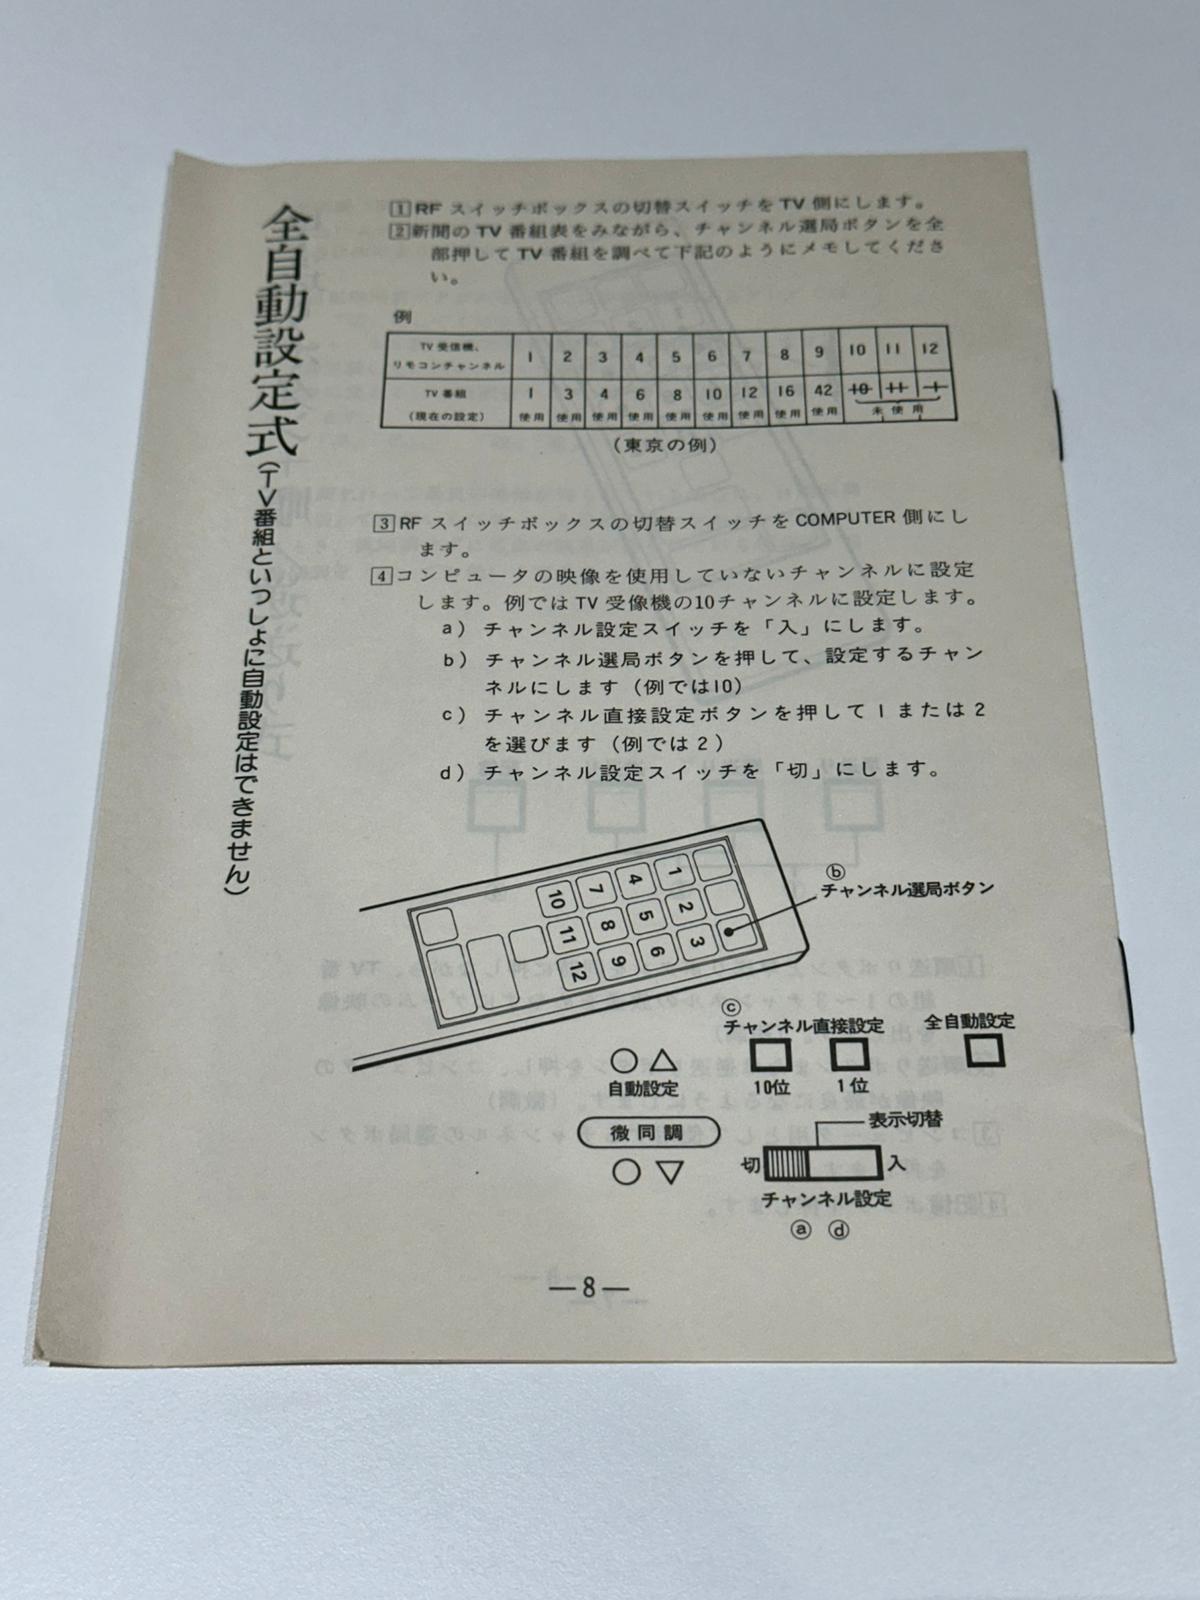 全自動設定式(TV番組といっしょに自動設定はできません)
1 RF スイッチボックスの切替スイッチをTV 側にします。
2 新聞の TV 番組表をみながら、チャンネル選局ボタンを全
部押して TV 番組を調べて下記のようにメモしてくださ
い。
例
TV 受信機、 1 2 3 4 5 6 7 8 9 10 11 12
リモコンチャンネル
TV 番組 1 3 4 6 8 10 12 16 42 10 11
(現在の設定) 使用 使用 使用 使用 使用 使用 使用 使用 使用 未使用
(東京の例)
3 RF スイッチボックスの切替スイッチを COMPUTER 側にし
ます。
4 コンピュータの映像を使用していないチャンネルに設定
します。例では TV 受像機の10チャンネルに設定します。
a) チャンネル設定スイッチを「入」にします。
b) チャンネル選局ボタンを押して、設定するチャン
ネルにします(例では10)
c) チャンネル直接設定ボタンを押して 1 または 2
を選びます(例では 2 )
d) チャンネル設定スイッチを「切」にします。
10 7 4 1
11 8 5 2
12 9 6 3
ⓑ
チャンネル選局ボタン
ⓒ
チャンネル直接設定 全自動設定
○ △
自動設定 10位 1位
微同調 表示切替
○ ▽ 切 入
チャンネル設定
ⓐ ⓓ
—8—